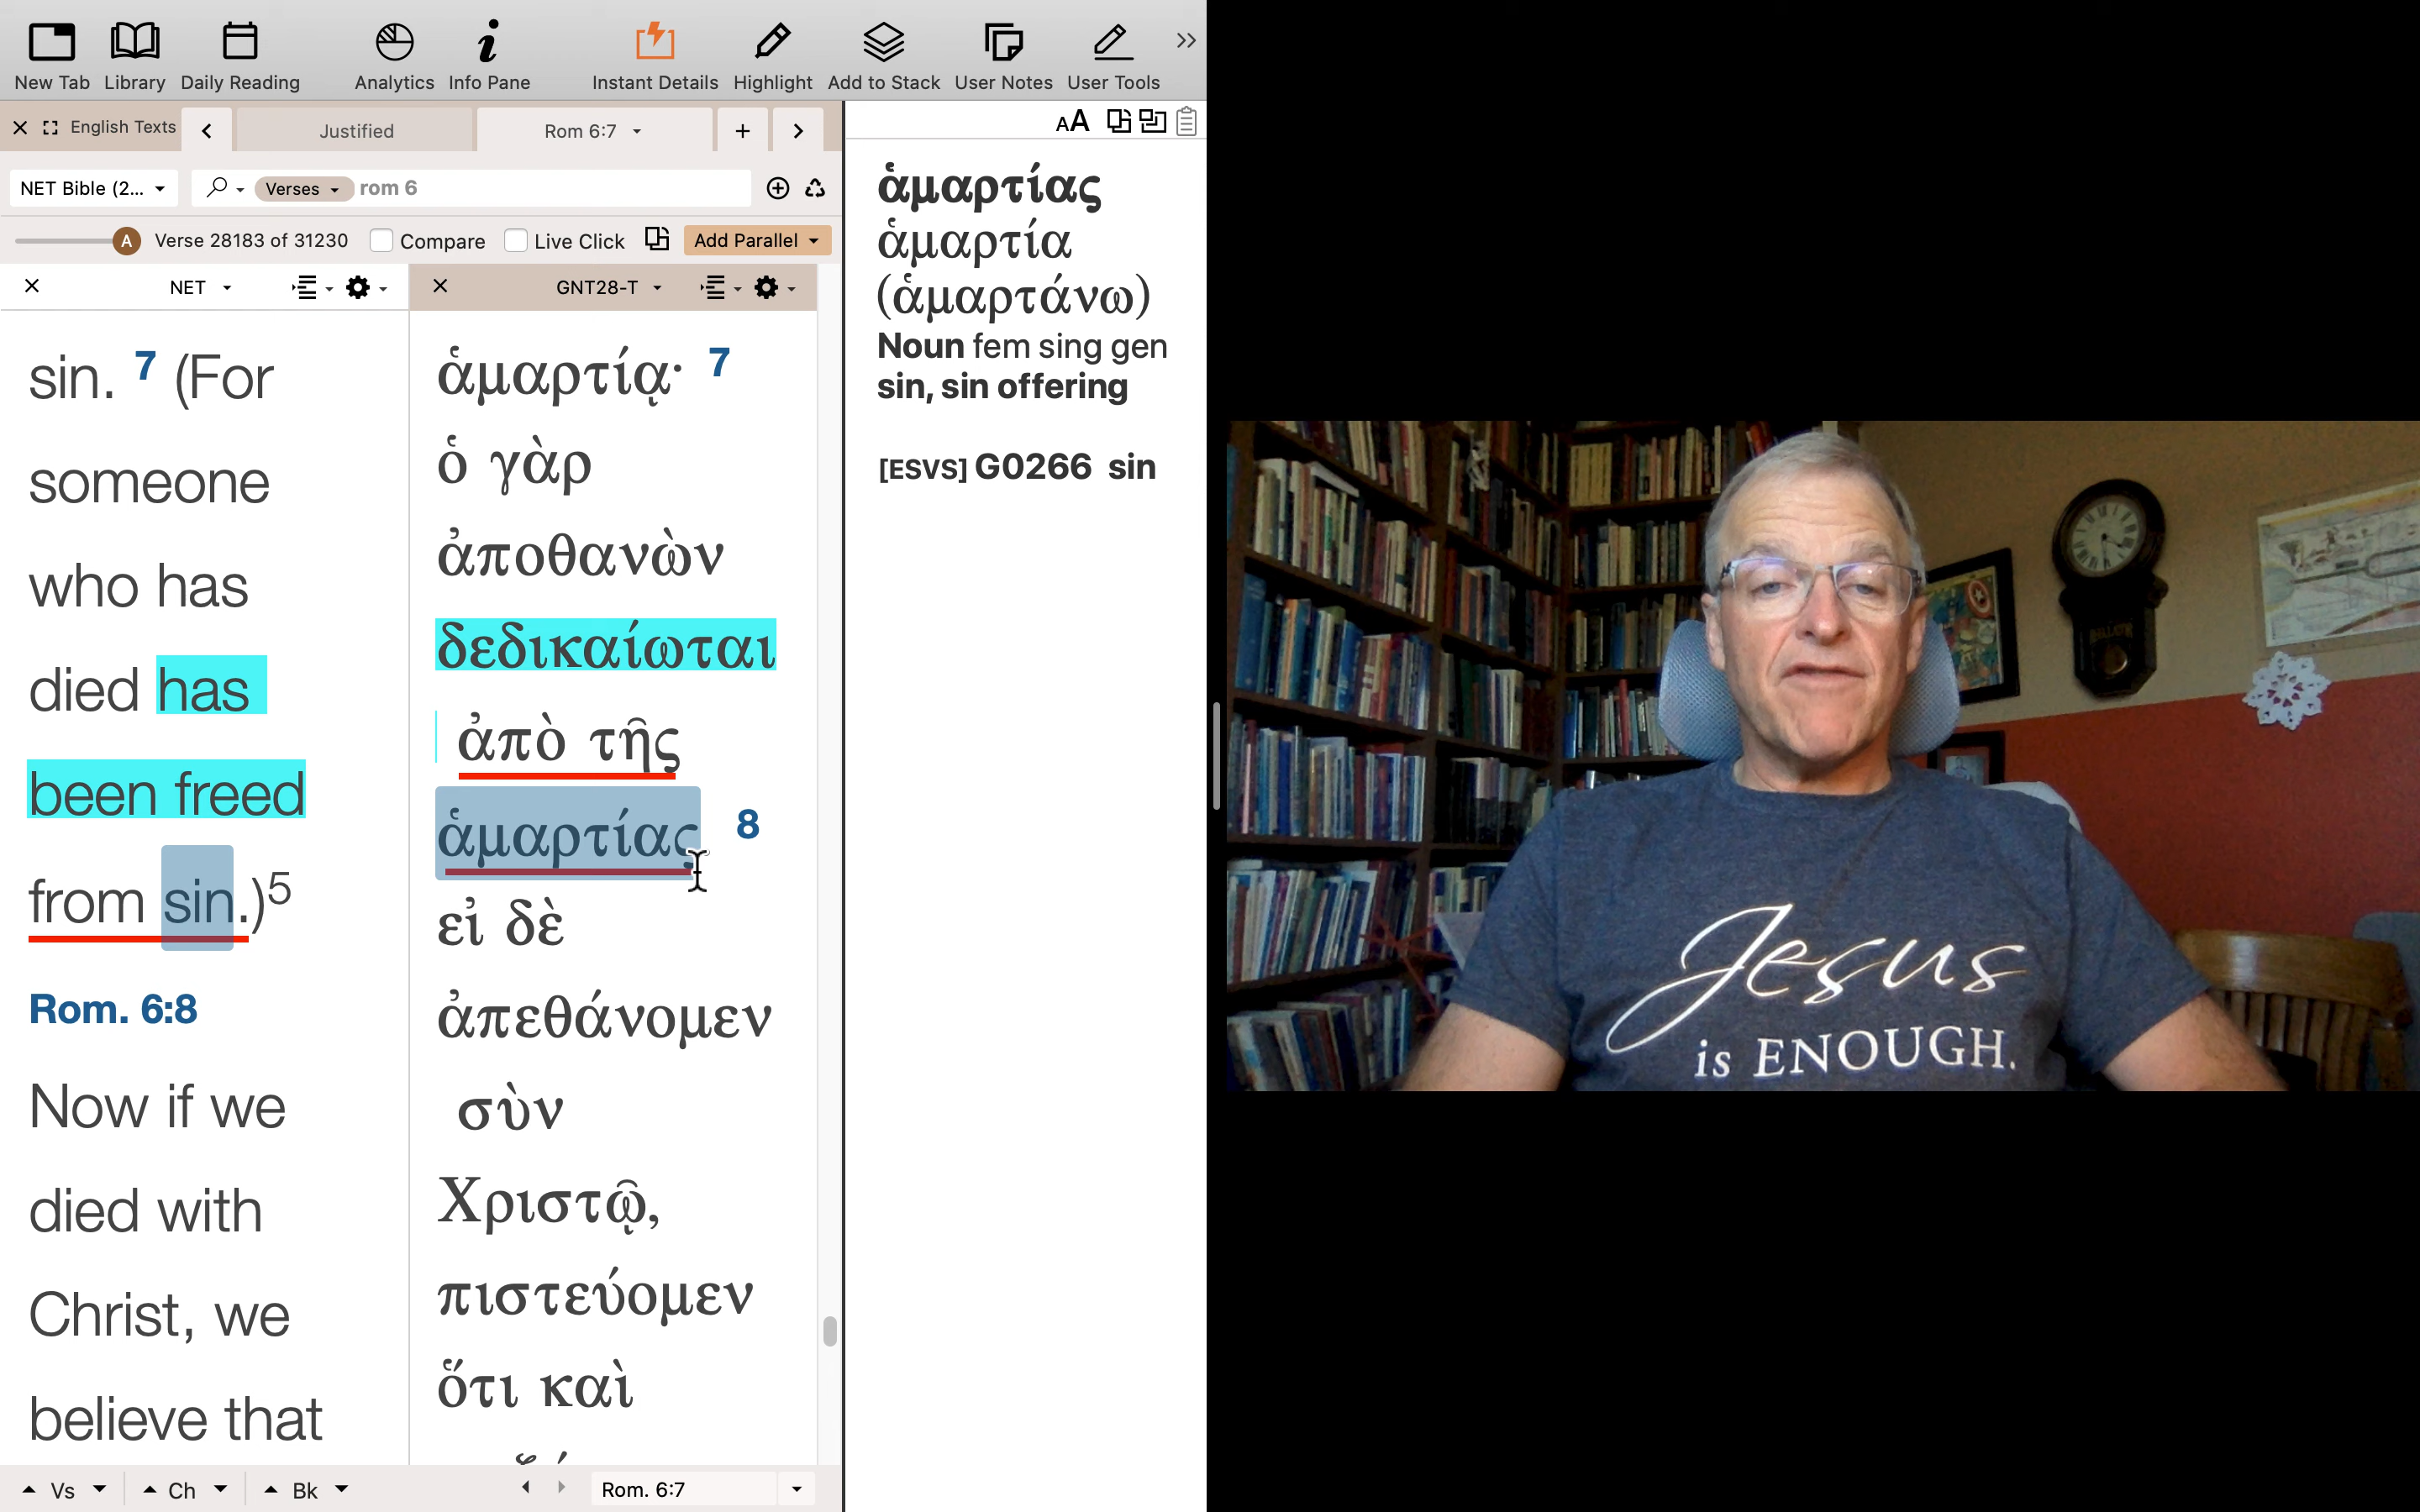 New Tab Library Daily Reading Analytics Info Pane Instant Details Highlight Add to Stack User Notes User Tools
English Texts Justified Rom 6:7
NET Bible (2... Verses rom 6
A Verse 28183 of 31230 Compare Live Click Add Parallel
NET
sin. 7 (For
someone
who has
died has
been freed
from sin.)5
Rom. 6:8
Now if we
died with
Christ, we
believe that
GNT28-T
ἁμαρτίᾳ· 7
ὁ γὰρ
ἀποθανὼν
δεδικαίωται
ἀπὸ τῆς
ἁμαρτίας 8
εἰ δὲ
ἀπεθάνομεν
σὺν
Χριστῷ,
πιστεύομεν
ὅτι καὶ
Vs Ch Bk Rom. 6:7
AA
ἁμαρτίας
ἁμαρτία
(ἁμαρτάνω)
Noun fem sing gen
sin, sin offering
[ESVS] G0266 sin
Jesus
is ENOUGH.